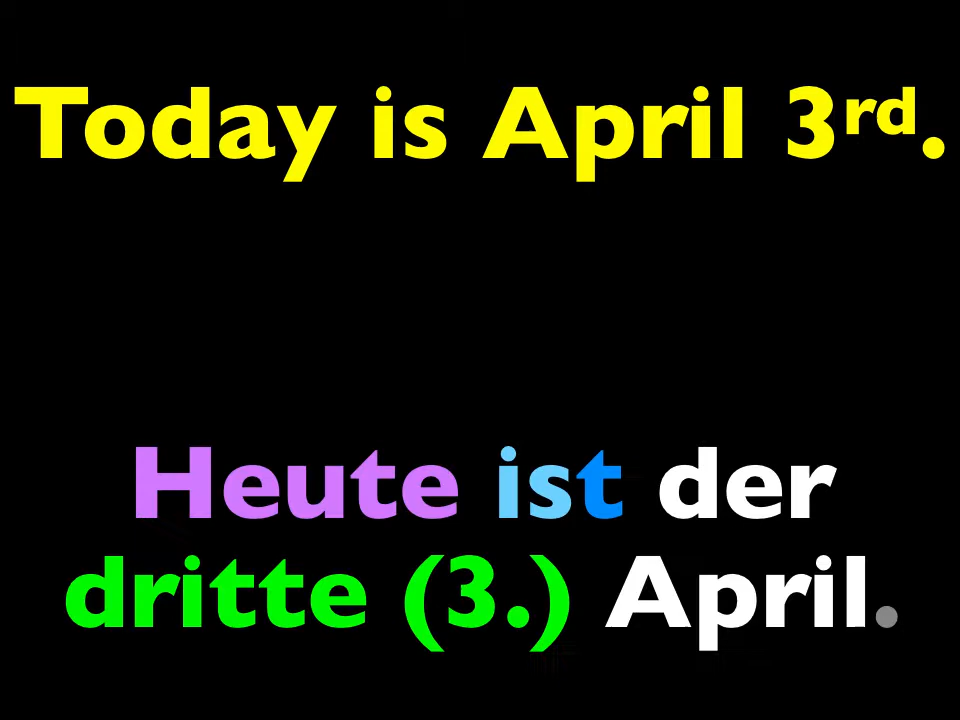 Today is April 3rd.
Heute ist der
dritte (3.) April.